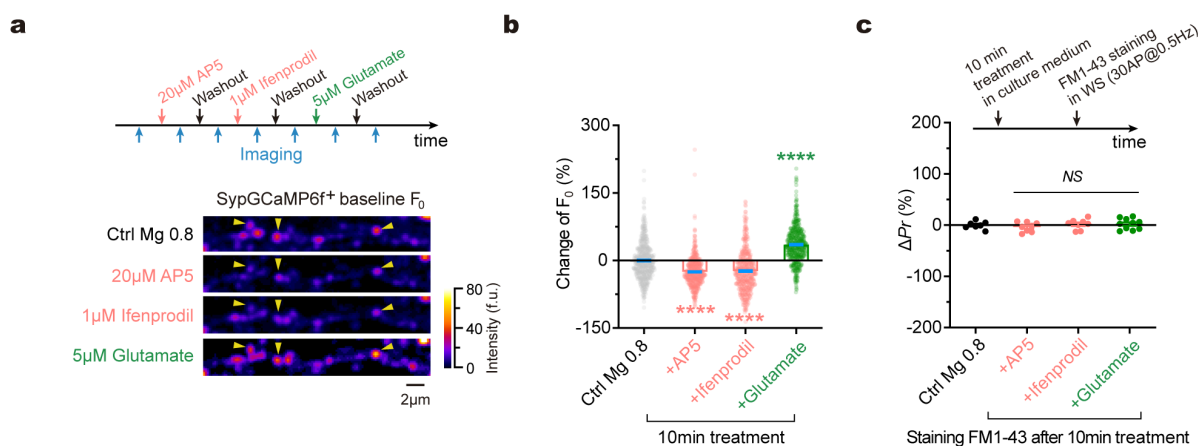 a
20μM AP5
Washout
1μM Ifenprodil
Washout
5μM Glutamate
Washout
time
Imaging
SypGCaMP6f⁺ baseline F₀
Ctrl Mg 0.8
20μM AP5
1μM Ifenprodil
5μM Glutamate
80
40
0
Intensity (f.u.)
2μm
b
300
150
0
-150
Change of F₀ (%)
****
****
****
Ctrl Mg 0.8
+AP5
+Ifenprodil
+Glutamate
10min treatment
c
10 min
treatment
in culture medium
FM1-43 staining
in WS (30AP@0.5Hz)
time
200
100
0
-100
-200
ΔPr (%)
NS
Ctrl Mg 0.8
+AP5
+Ifenprodil
+Glutamate
Staining FM1-43 after 10min treatment